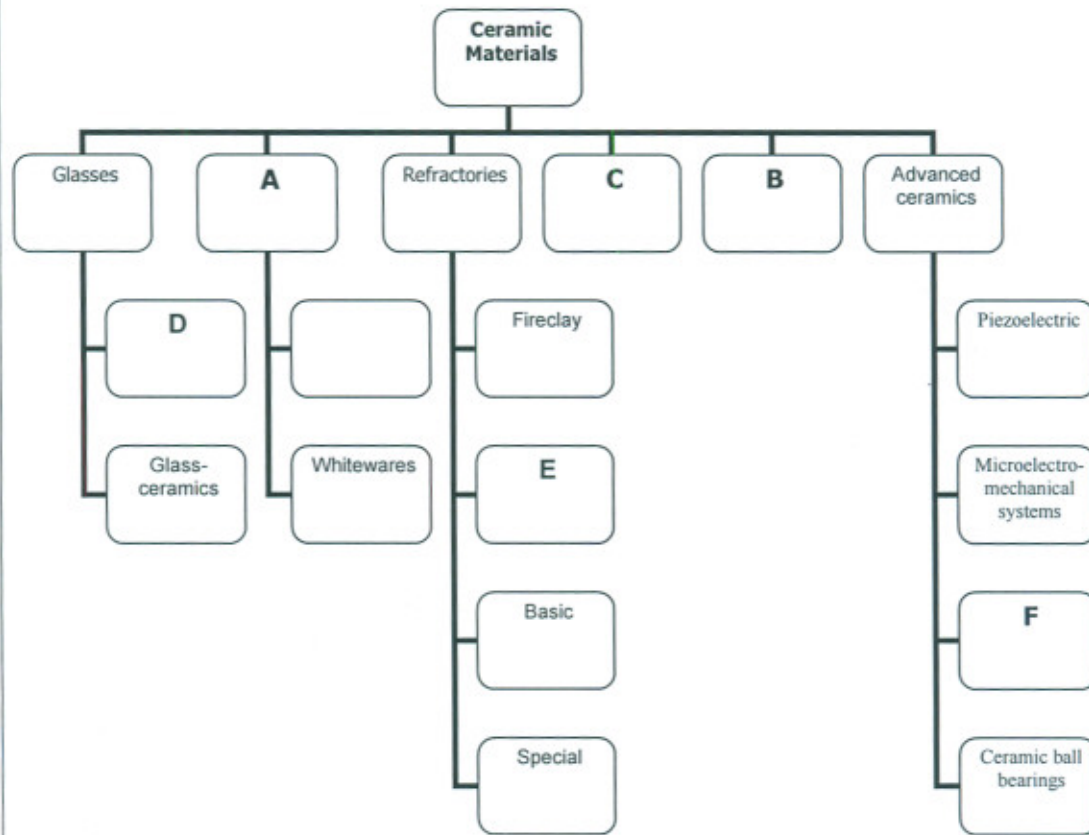 Ceramic
Materials
Glasses
A
Refractories
C
B
Advanced
ceramics
D
Fireclay
Piezoelectric
Glass-
ceramics
Whitewares
E
Microelectro-
mechanical
systems
Basic
F
Special
Ceramic ball
bearings